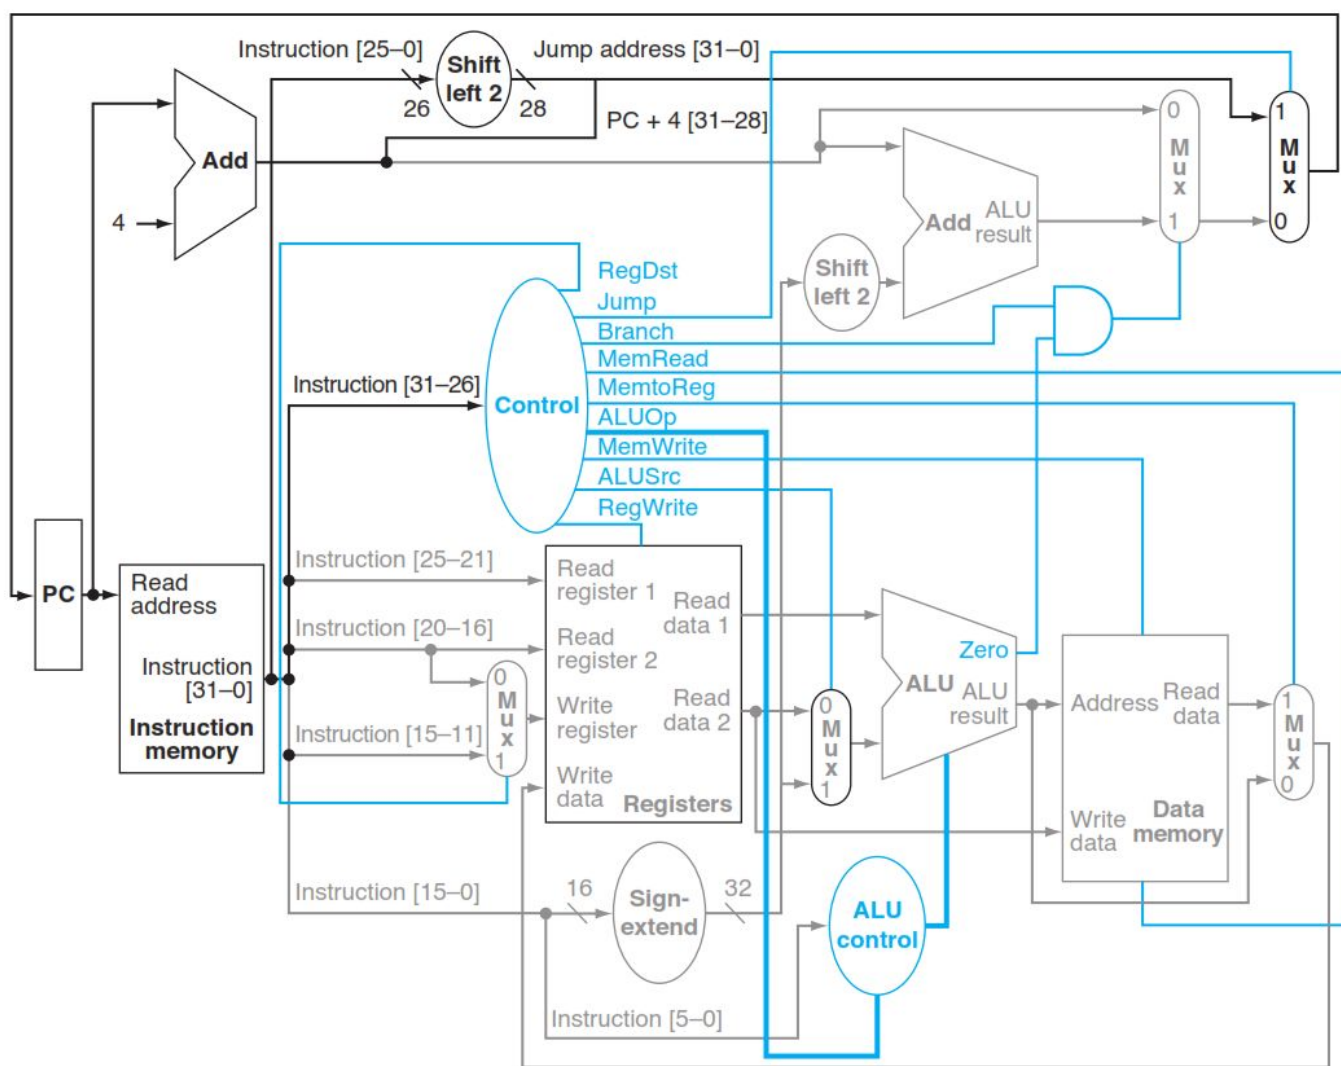 Instruction [25–0]
Shift
left 2
Jump address [31–0]
26
28
PC + 4 [31–28]
Add
4
0
M
u
x
1
1
M
u
x
0
Add
ALU
result
Shift
left 2
RegDst
Jump
Branch
MemRead
MemtoReg
ALUOp
MemWrite
ALUSrc
RegWrite
Instruction [31–26]
Control
PC
Read
address
Instruction
[31–0]
Instruction
memory
Instruction [25–21]
Instruction [20–16]
Instruction [15–11]
0
M
u
x
1
Read
register 1
Read
register 2
Write
register
Write
data
Read
data 1
Read
data 2
Registers
0
M
u
x
1
Zero
ALU
ALU
result
Address
Read
data
Write
data
Data
memory
1
M
u
x
0
Instruction [15–0]
16
Sign-
extend
32
ALU
control
Instruction [5–0]